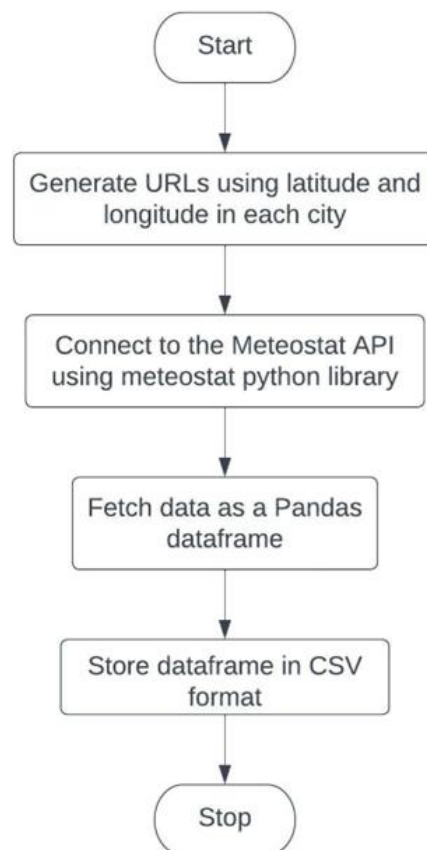 Start
Generate URLs using latitude and
longitude in each city
Connect to the Meteostat API
using meteostat python library
Fetch data as a Pandas
dataframe
Store dataframe in CSV
format
Stop